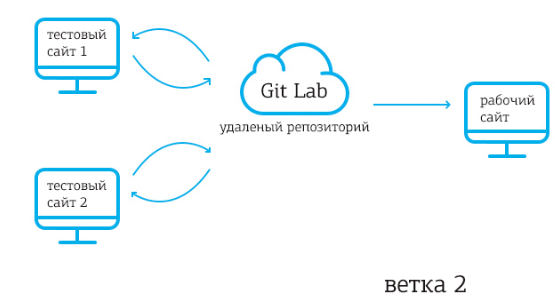 тестовый
сайт 1
Git Lab
удаленый репозиторий
рабочий
сайт
тестовый
сайт 2
ветка 2